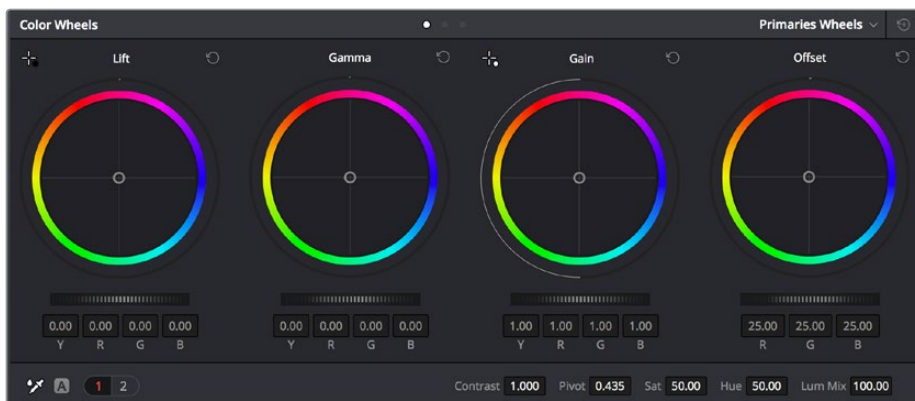 Color Wheels Primaries Wheels
Lift Gamma Gain Offset
0.00 0.00 0.00 0.00 0.00 0.00 0.00 0.00 1.00 1.00 1.00 1.00 25.00 25.00 25.00
Y R G B Y R G B Y R G B R G B
A 1 2 Contrast 1.000 Pivot 0.435 Sat 50.00 Hue 50.00 Lum Mix 100.00